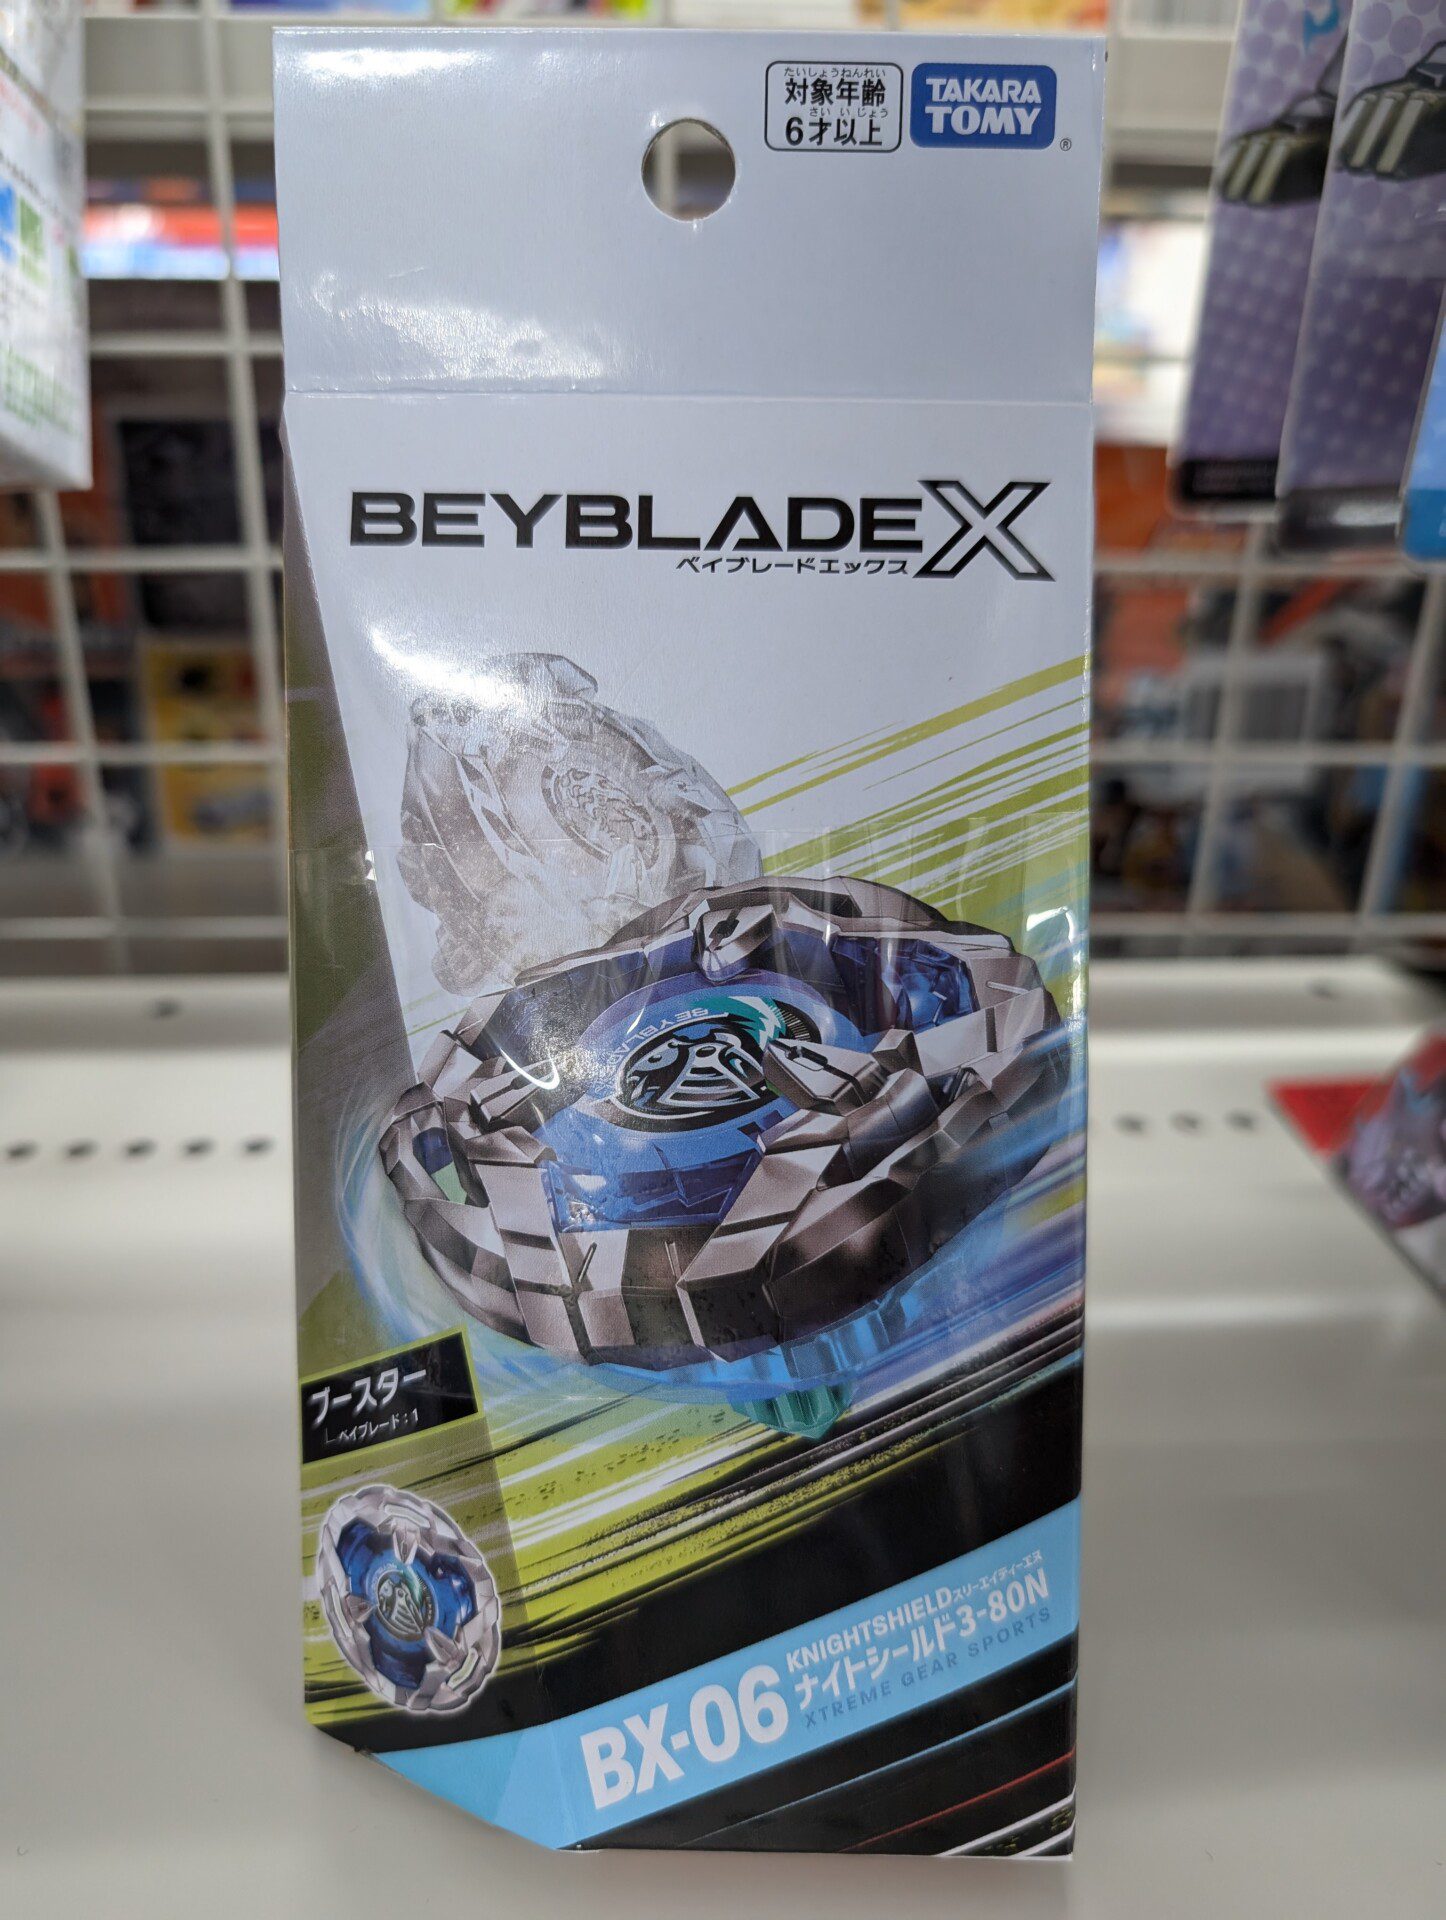 たいしょうねんれい
対象年齢
さい いじょう
6才以上
TAKARA
TOMY
®
BEYBLADE X
ベイブレードエックス
BEYBLADE
ブースター
└ベイブレード:1
BX-06
KNIGHTSHIELD スリーエイティーエヌ
ナイトシールド3-80N
XTREME GEAR SPORTS